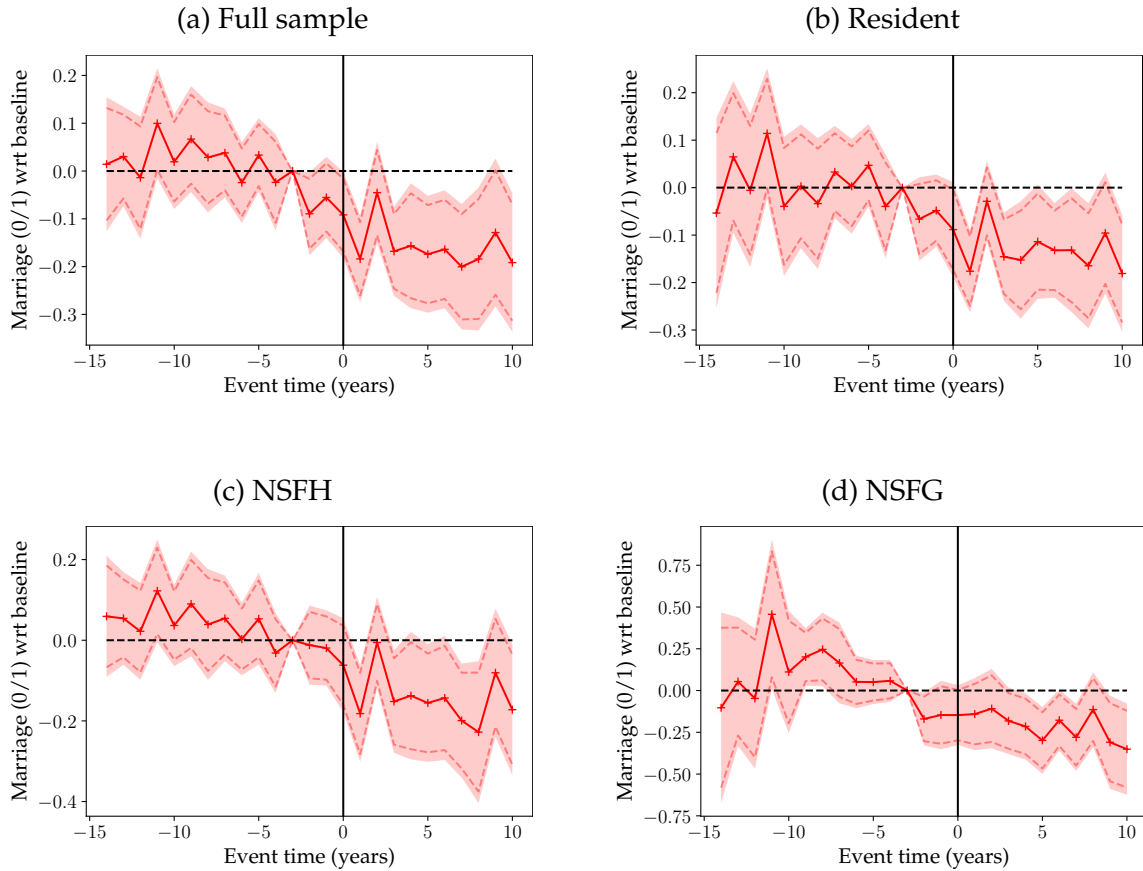 (a) Full sample
Marriage (0/1) wrt baseline
0.2
0.1
0.0
−0.1
−0.2
−0.3
−15 −10 −5 0 5 10
Event time (years)
(b) Resident
Marriage (0/1) wrt baseline
0.2
0.1
0.0
−0.1
−0.2
−0.3
−15 −10 −5 0 5 10
Event time (years)
(c) NSFH
Marriage (0/1) wrt baseline
0.2
0.0
−0.2
−0.4
−15 −10 −5 0 5 10
Event time (years)
(d) NSFG
Marriage (0/1) wrt baseline
0.75
0.50
0.25
0.00
−0.25
−0.50
−0.75
−15 −10 −5 0 5 10
Event time (years)